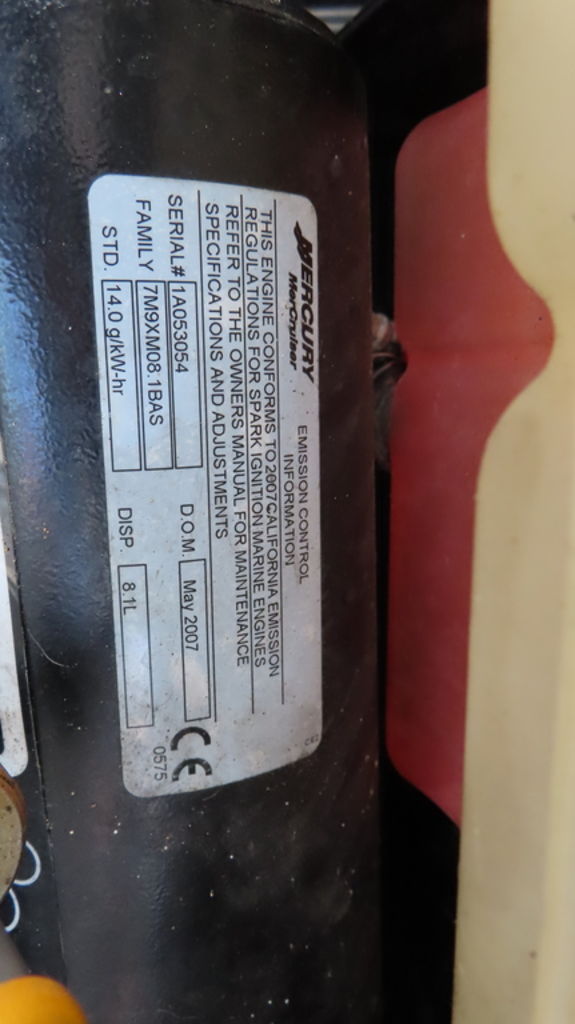 MERCURY
MerCruiser
EMISSION CONTROL
INFORMATION
THIS ENGINE CONFORMS TO 2007 CALIFORNIA EMISSION
REGULATIONS FOR SPARK IGNITION MARINE ENGINES
REFER TO THE OWNERS MANUAL FOR MAINTENANCE
SPECIFICATIONS AND ADJUSTMENTS
SERIAL# 1A053054 D.O.M. May 2007
FAMILY 7M9XM08.1BAS
STD. 14.0 g/kW-hr DISP. 8.1L
CE
0575